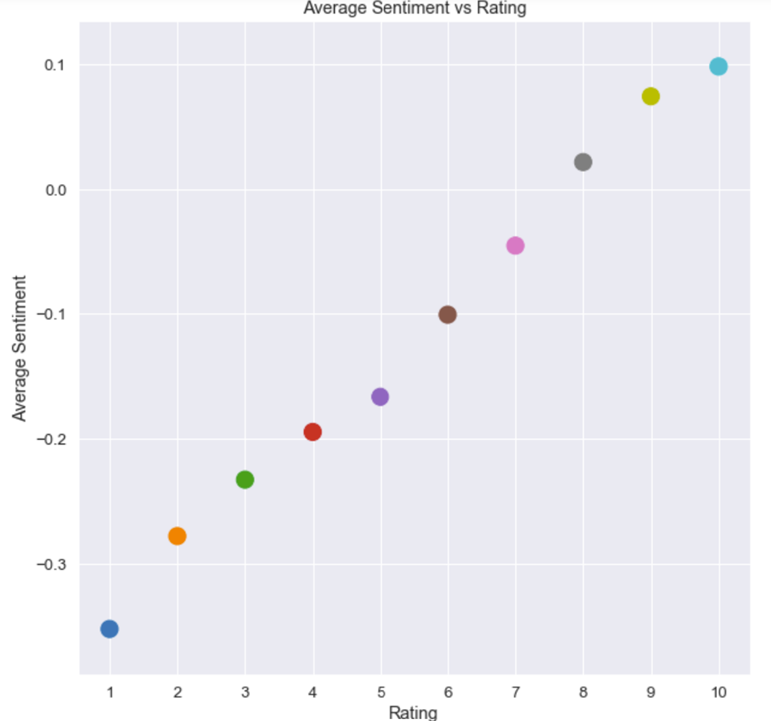 Average Sentiment vs Rating
0.1
0.0
−0.1
−0.2
−0.3
Average Sentiment
1 2 3 4 5 6 7 8 9 10
Rating